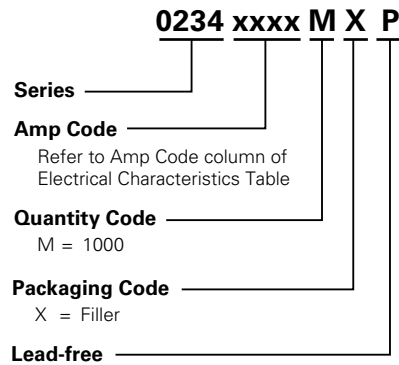 0234 xxxx M X P
Series
Amp Code
Refer to Amp Code column of
Electrical Characteristics Table
Quantity Code
M = 1000
Packaging Code
X = Filler
Lead-free